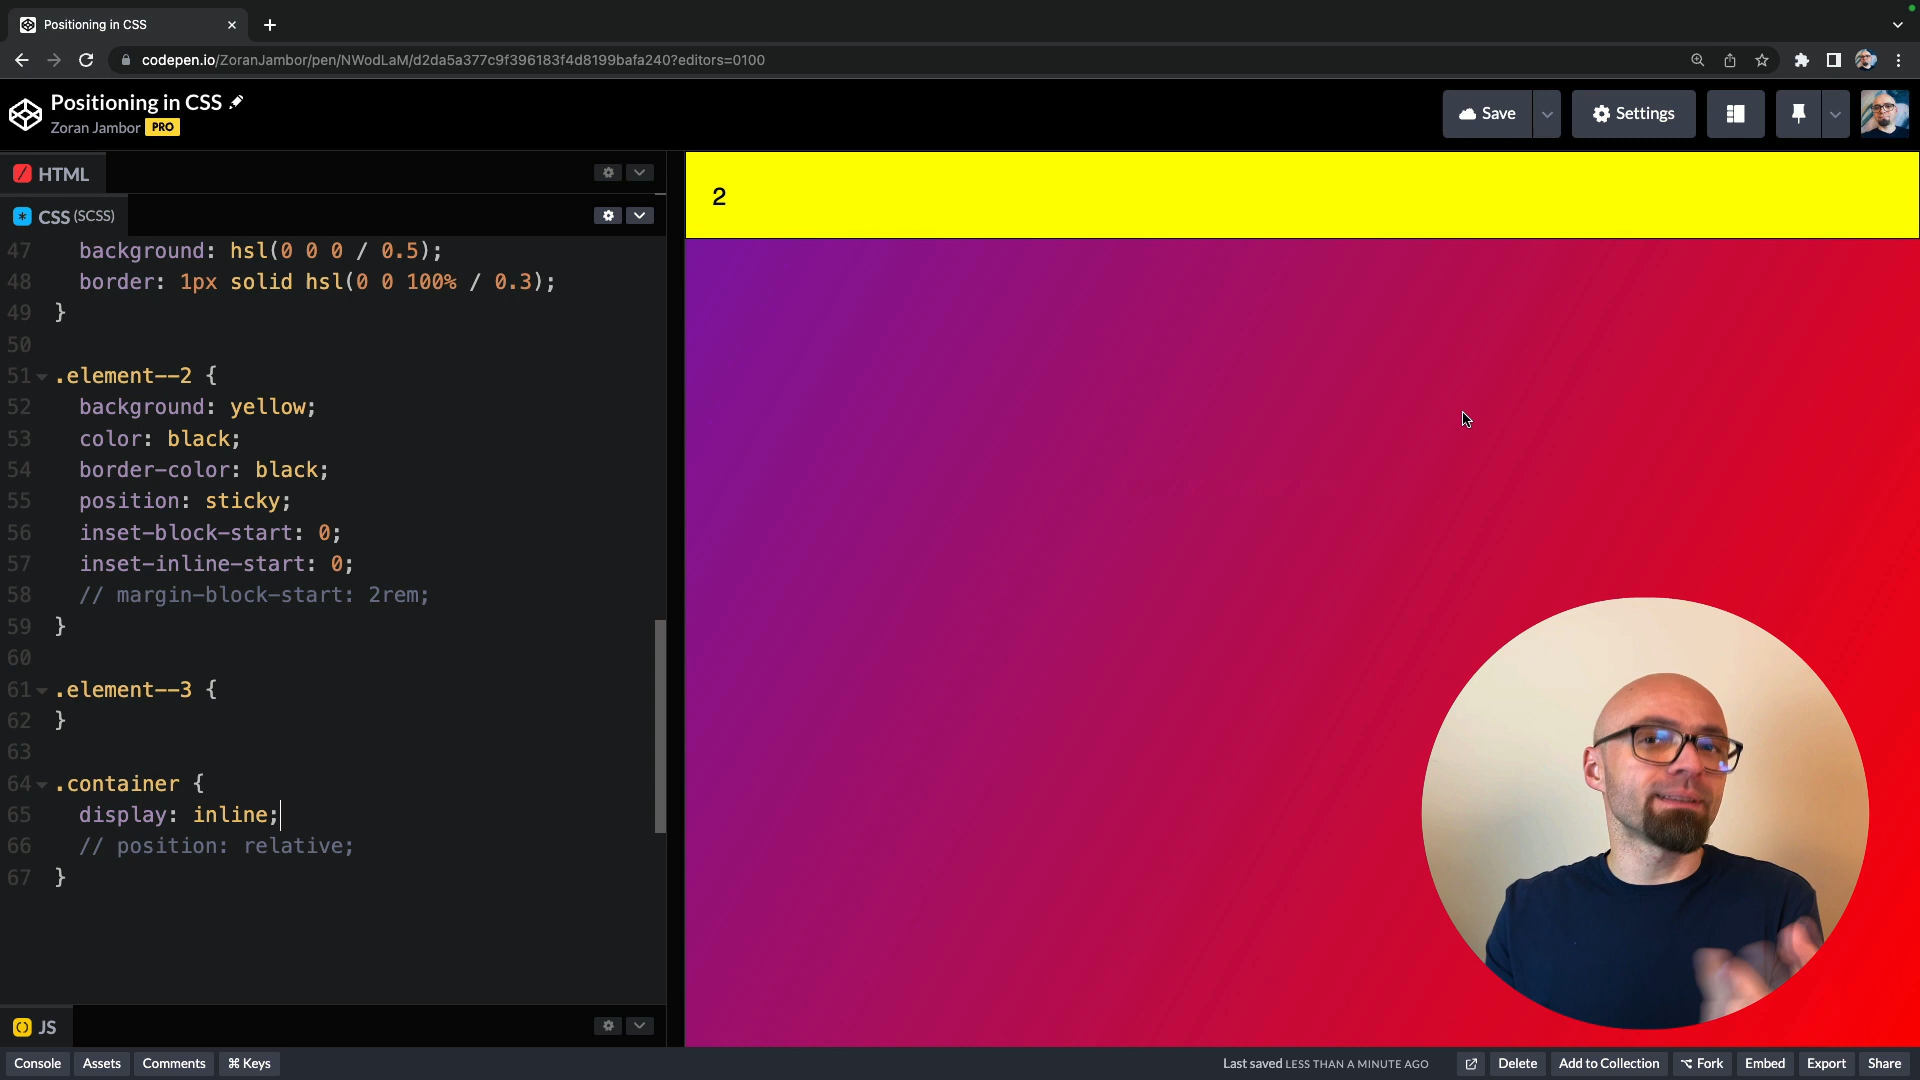 Positioning in CSS
codepen.io/ZoranJambor/pen/NWodLaM/d2da5a377c9f396183f4d8199bafa240?editors=0100
Positioning in CSS
Zoran Jambor PRO
Save
Settings
HTML
CSS (SCSS)
47 background: hsl(0 0 0 / 0.5);
48 border: 1px solid hsl(0 0 100% / 0.3);
49 }
50
51 .element--2 {
52 background: yellow;
53 color: black;
54 border-color: black;
55 position: sticky;
56 inset-block-start: 0;
57 inset-inline-start: 0;
58 // margin-block-start: 2rem;
59 }
60
61 .element--3 {
62 }
63
64 .container {
65 display: inline;
66 // position: relative;
67 }
2
JS
Console Assets Comments ⌘ Keys Last saved LESS THAN A MINUTE AGO Delete Add to Collection Fork Embed Export Share